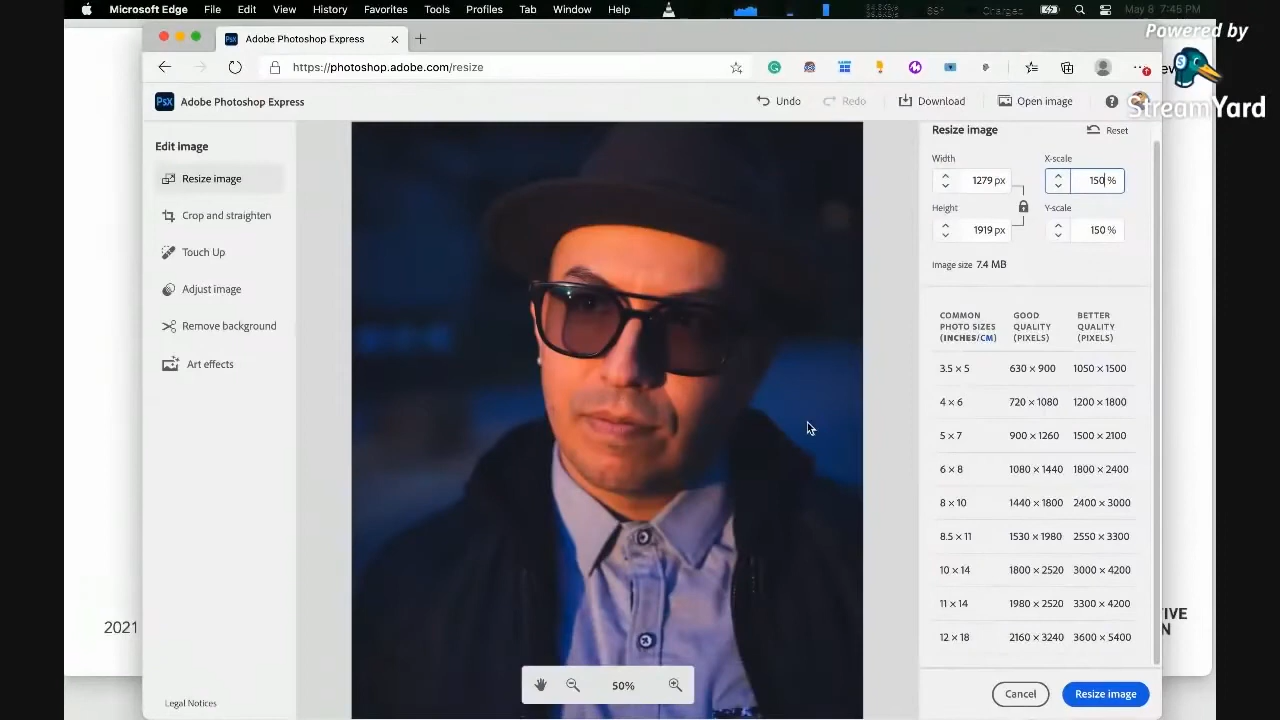 Microsoft Edge File Edit View History Favorites Tools Profiles Tab Window Help May 8 7:45 PM
Powered by
StreamYard
Adobe Photoshop Express
https://photoshop.adobe.com/resize
PsX Adobe Photoshop Express Undo Redo Download Open image
Edit image
Resize image
Crop and straighten
Touch Up
Adjust image
Remove background
Art effects
Legal Notices
50%
Resize image Reset
Width X-scale
1279 px 150 %
Height Y-scale
1919 px 150 %
Image size 7.4 MB
COMMON PHOTO SIZES (INCHES/CM) GOOD QUALITY (PIXELS) BETTER QUALITY (PIXELS)
3.5 × 5 630 × 900 1050 × 1500
4 × 6 720 × 1080 1200 × 1800
5 × 7 900 × 1260 1500 × 2100
6 × 8 1080 × 1440 1800 × 2400
8 × 10 1440 × 1800 2400 × 3000
8.5 × 11 1530 × 1980 2550 × 3300
10 × 14 1800 × 2520 3000 × 4200
11 × 14 1980 × 2520 3300 × 4200
12 × 18 2160 × 3240 3600 × 5400
Cancel Resize image
2021